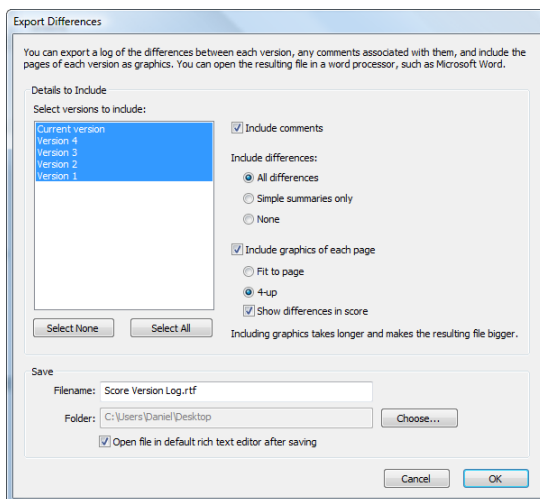 Export Differences
You can export a log of the differences between each version, any comments associated with them, and include the
pages of each version as graphics. You can open the resulting file in a word processor, such as Microsoft Word.
Details to Include
Select versions to include:
Current version
Version 4
Version 3
Version 2
Version 1
Select None
Select All
Include comments
Include differences:
All differences
Simple summaries only
None
Include graphics of each page
Fit to page
4-up
Show differences in score
Including graphics takes longer and makes the resulting file bigger.
Save
Filename: Score Version Log.rtf
Folder: C:\Users\Daniel\Desktop Choose...
Open file in default rich text editor after saving
Cancel OK